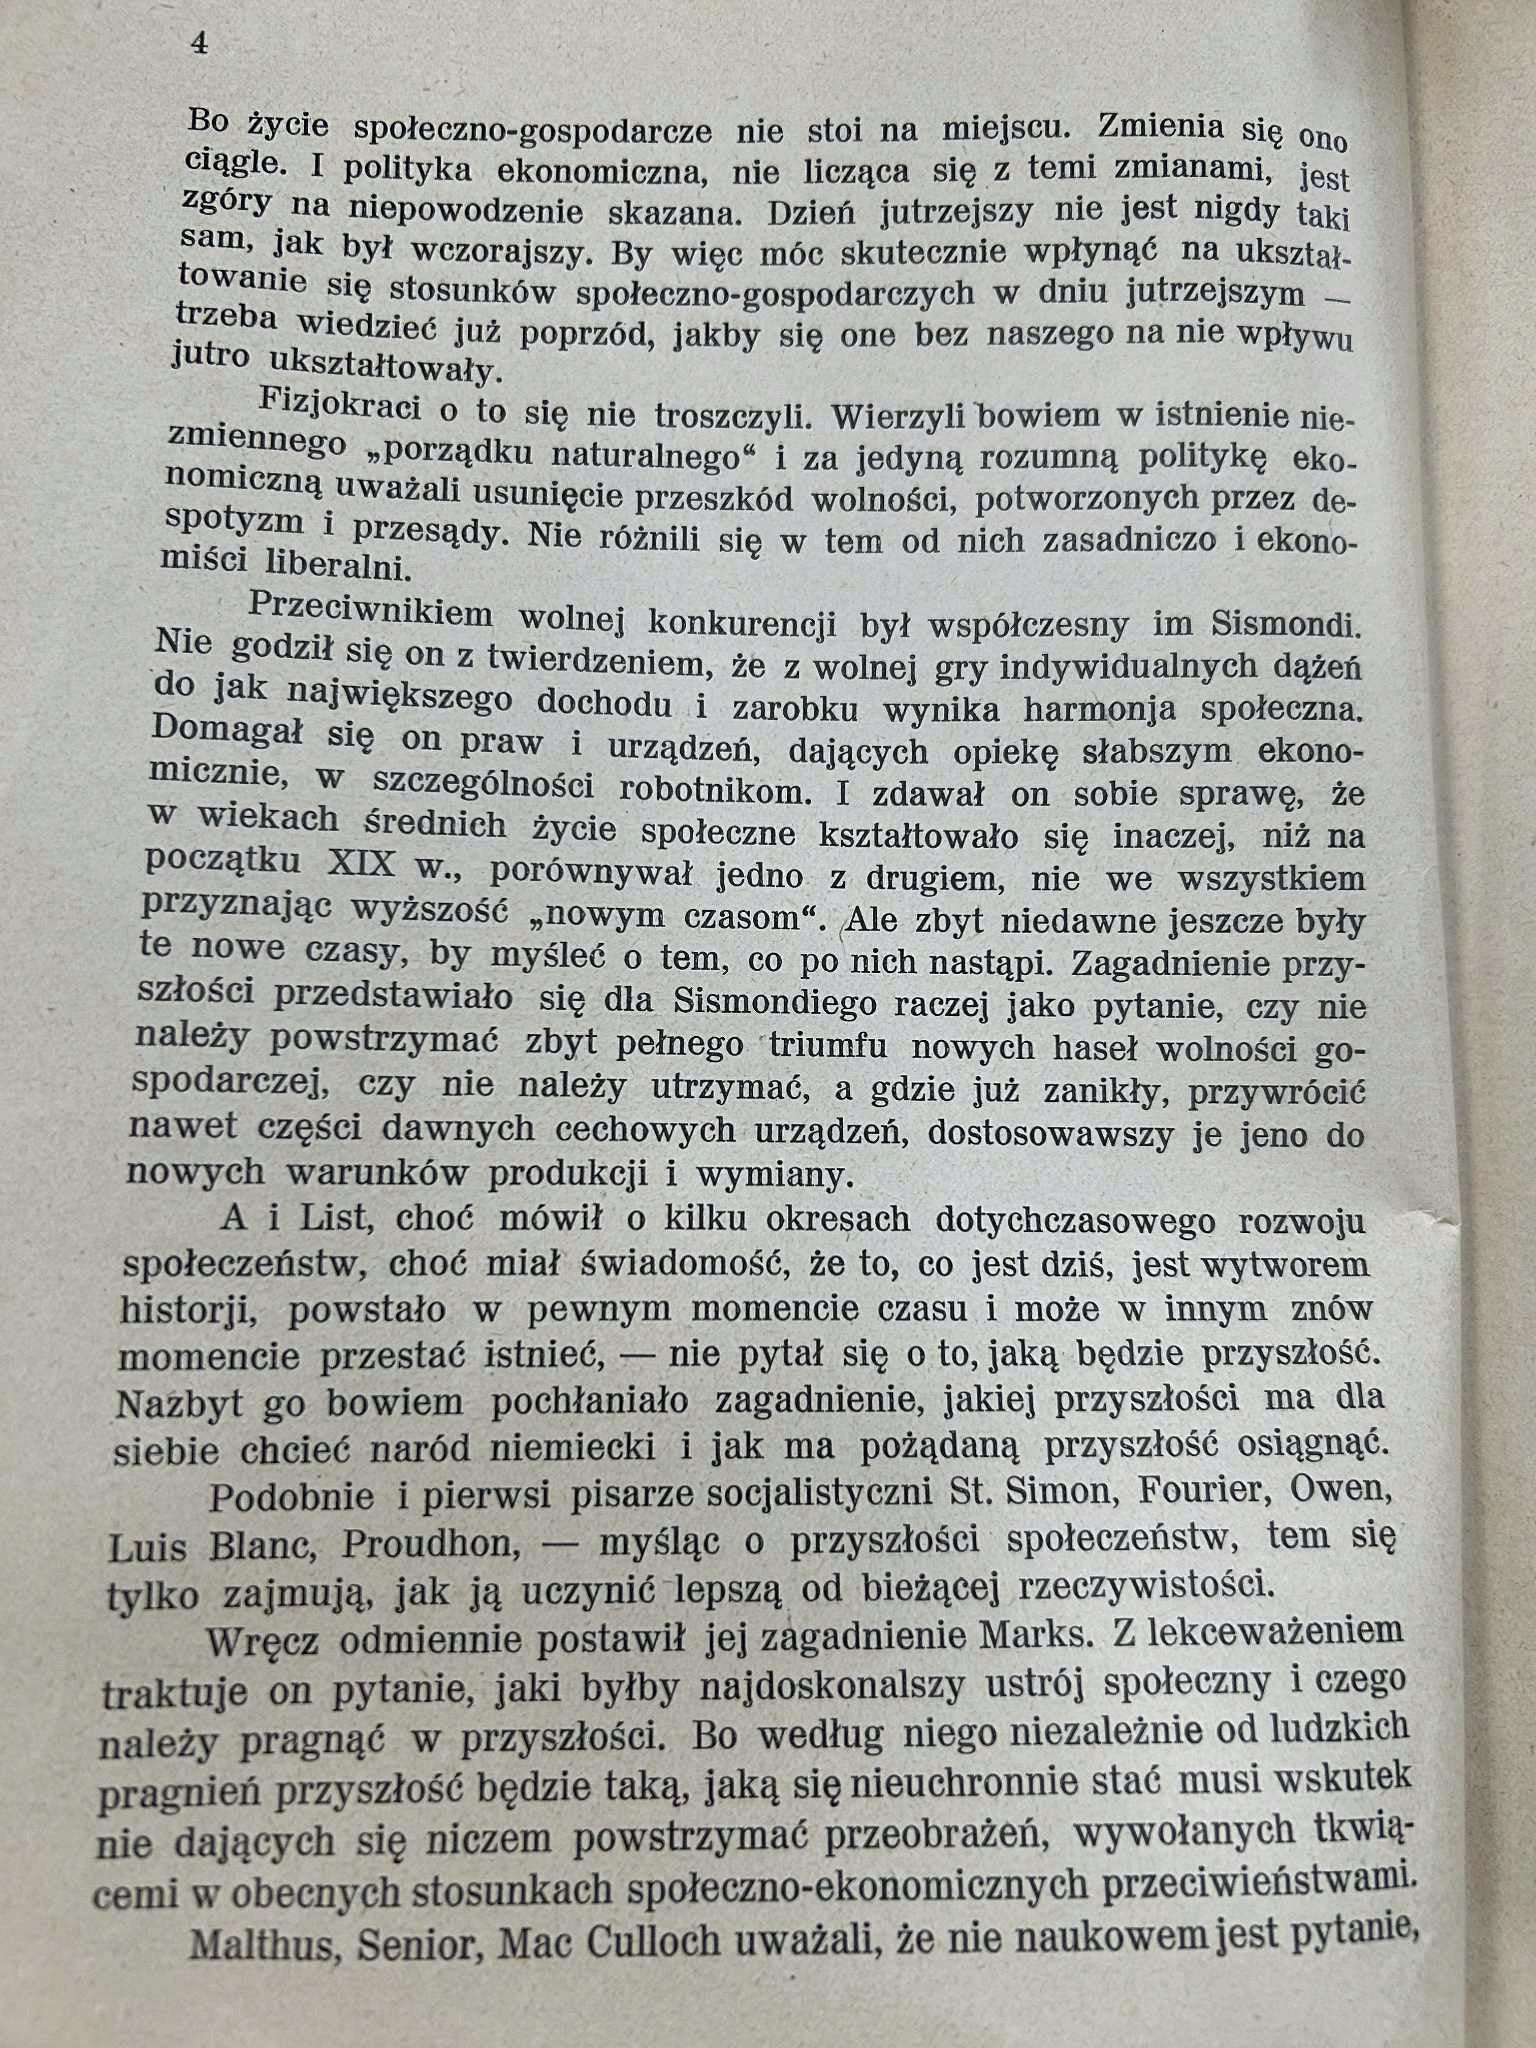 4
Bo życie społeczno-gospodarcze nie stoi na miejscu. Zmienia się ono
ciągle. I polityka ekonomiczna, nie licząca się z temi zmianami, jest
zgóry na niepowodzenie skazana. Dzień jutrzejszy nie jest nigdy taki
sam, jak był wczorajszy. By więc móc skutecznie wpłynąć na ukształ-
towanie się stosunków społeczno-gospodarczych w dniu jutrzejszym —
trzeba wiedzieć już poprzód, jakby się one bez naszego na nie wpływu
jutro ukształtowały.
Fizjokraci o to się nie troszczyli. Wierzyli bowiem w istnienie nie-
zmiennego „porządku naturalnego“ i za jedyną rozumną politykę eko-
nomiczną uważali usunięcie przeszkód wolności, potworzonych przez de-
spotyzm i przesądy. Nie różnili się w tem od nich zasadniczo i ekono-
miści liberalni.
Przeciwnikiem wolnej konkurencji był współczesny im Sismondi.
Nie godził się on z twierdzeniem, że z wolnej gry indywidualnych dążeń
do jak największego dochodu i zarobku wynika harmonja społeczna.
Domagał się on praw i urządzeń, dających opiekę słabszym ekono-
micznie, w szczególności robotnikom. I zdawał on sobie sprawę, że
w wiekach średnich życie społeczne kształtowało się inaczej, niż na
początku XIX w., porównywał jedno z drugiem, nie we wszystkiem
przyznając wyższość „nowym czasom“. Ale zbyt niedawne jeszcze były
te nowe czasy, by myśleć o tem, co po nich nastąpi. Zagadnienie przy-
szłości przedstawiało się dla Sismondiego raczej jako pytanie, czy nie
należy powstrzymać zbyt pełnego triumfu nowych haseł wolności go-
spodarczej, czy nie należy utrzymać, a gdzie już zanikły, przywrócić
nawet części dawnych cechowych urządzeń, dostosowawszy je jeno do
nowych warunków produkcji i wymiany.
A i List, choć mówił o kilku okresach dotychczasowego rozwoju
społeczeństw, choć miał świadomość, że to, co jest dziś, jest wytworem
historji, powstało w pewnym momencie czasu i może w innym znów
momencie przestać istnieć, — nie pytał się o to, jaką będzie przyszłość.
Nazbyt go bowiem pochłaniało zagadnienie, jakiej przyszłości ma dla
siebie chcieć naród niemiecki i jak ma pożądaną przyszłość osiągnąć.
Podobnie i pierwsi pisarze socjalistyczni St. Simon, Fourier, Owen,
Luis Blanc, Proudhon, — myśląc o przyszłości społeczeństw, tem się
tylko zajmują, jak ją uczynić lepszą od bieżącej rzeczywistości.
Wręcz odmiennie postawił jej zagadnienie Marks. Z lekceważeniem
traktuje on pytanie, jaki byłby najdoskonalszy ustrój społeczny i czego
należy pragnąć w przyszłości. Bo według niego niezależnie od ludzkich
pragnień przyszłość będzie taką, jaką się nieuchronnie stać musi wskutek
nie dających się niczem powstrzymać przeobrażeń, wywołanych tkwią-
cemi w obecnych stosunkach społeczno-ekonomicznych przeciwieństwami.
Malthus, Senior, Mac Culloch uważali, że nie naukowem jest pytanie,